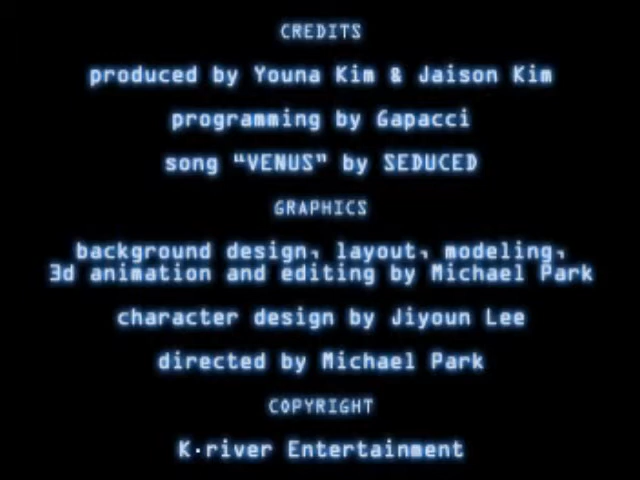 CREDITS
produced by Youna Kim & Jaison Kim
programming by Gapacci
song "VENUS" by SEDUCED
GRAPHICS
background design, layout, modeling,
3d animation and editing by Michael Park
character design by Jiyoun Lee
directed by Michael Park
COPYRIGHT
K·river Entertainment